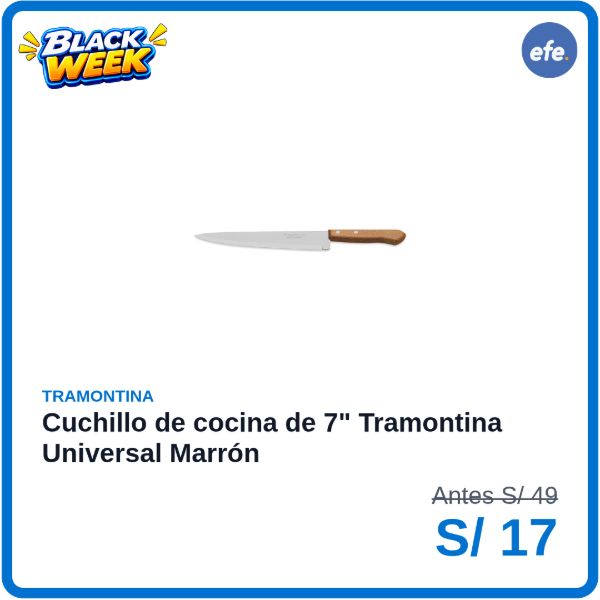 BLACK
WEEK
efe.
TRAMONTINA
Cuchillo de cocina de 7" Tramontina
Universal Marrón
Antes S/ 49
S/ 17